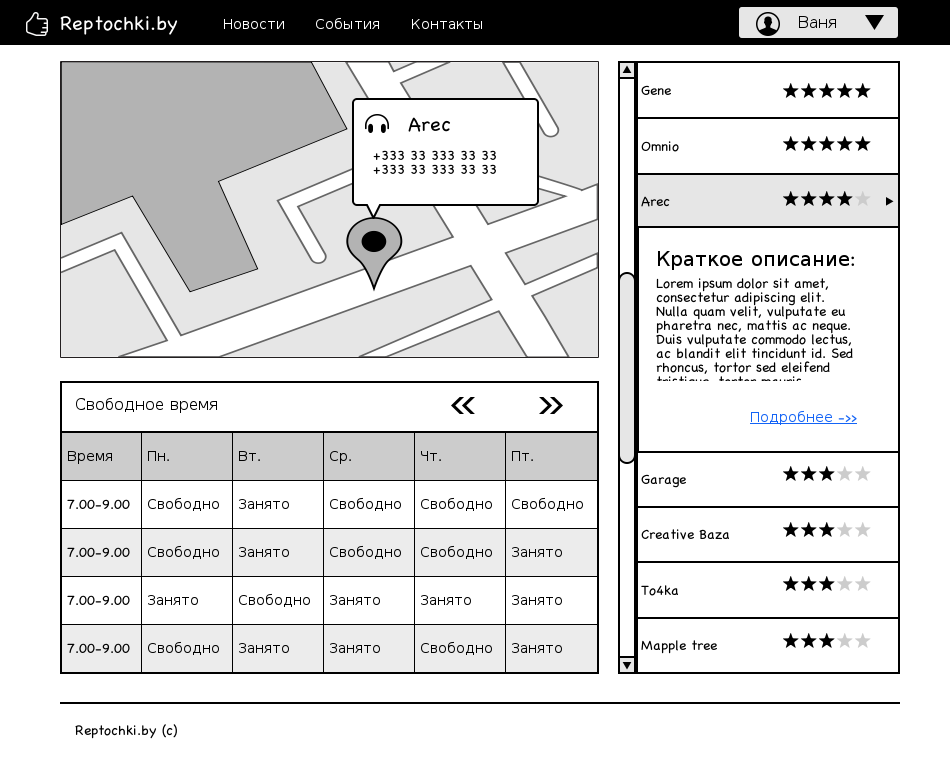 Reptochki.by Новости События Контакты Ваня
Arec
+333 33 333 33 33
+333 33 333 33 33
Gene
Omnio
Arec
Краткое описание:
Lorem ipsum dolor sit amet,
consectetur adipiscing elit.
Nulla quam velit, vulputate eu
pharetra nec, mattis ac neque.
Duis vulputate commodo lectus,
ac blandit elit tincidunt id. Sed
rhoncus, tortor sed eleifend
tristique, tortor mauris
Подробнее ->>
Garage
Creative Baza
To4ka
Mapple tree
Свободное время
Время Пн. Вт. Ср. Чт. Пт.
7.00-9.00 Свободно Занято Свободно Свободно Свободно
7.00-9.00 Свободно Занято Свободно Свободно Занято
7.00-9.00 Занято Свободно Занято Занято Занято
7.00-9.00 Свободно Занято Занято Свободно Занято
Reptochki.by (c)